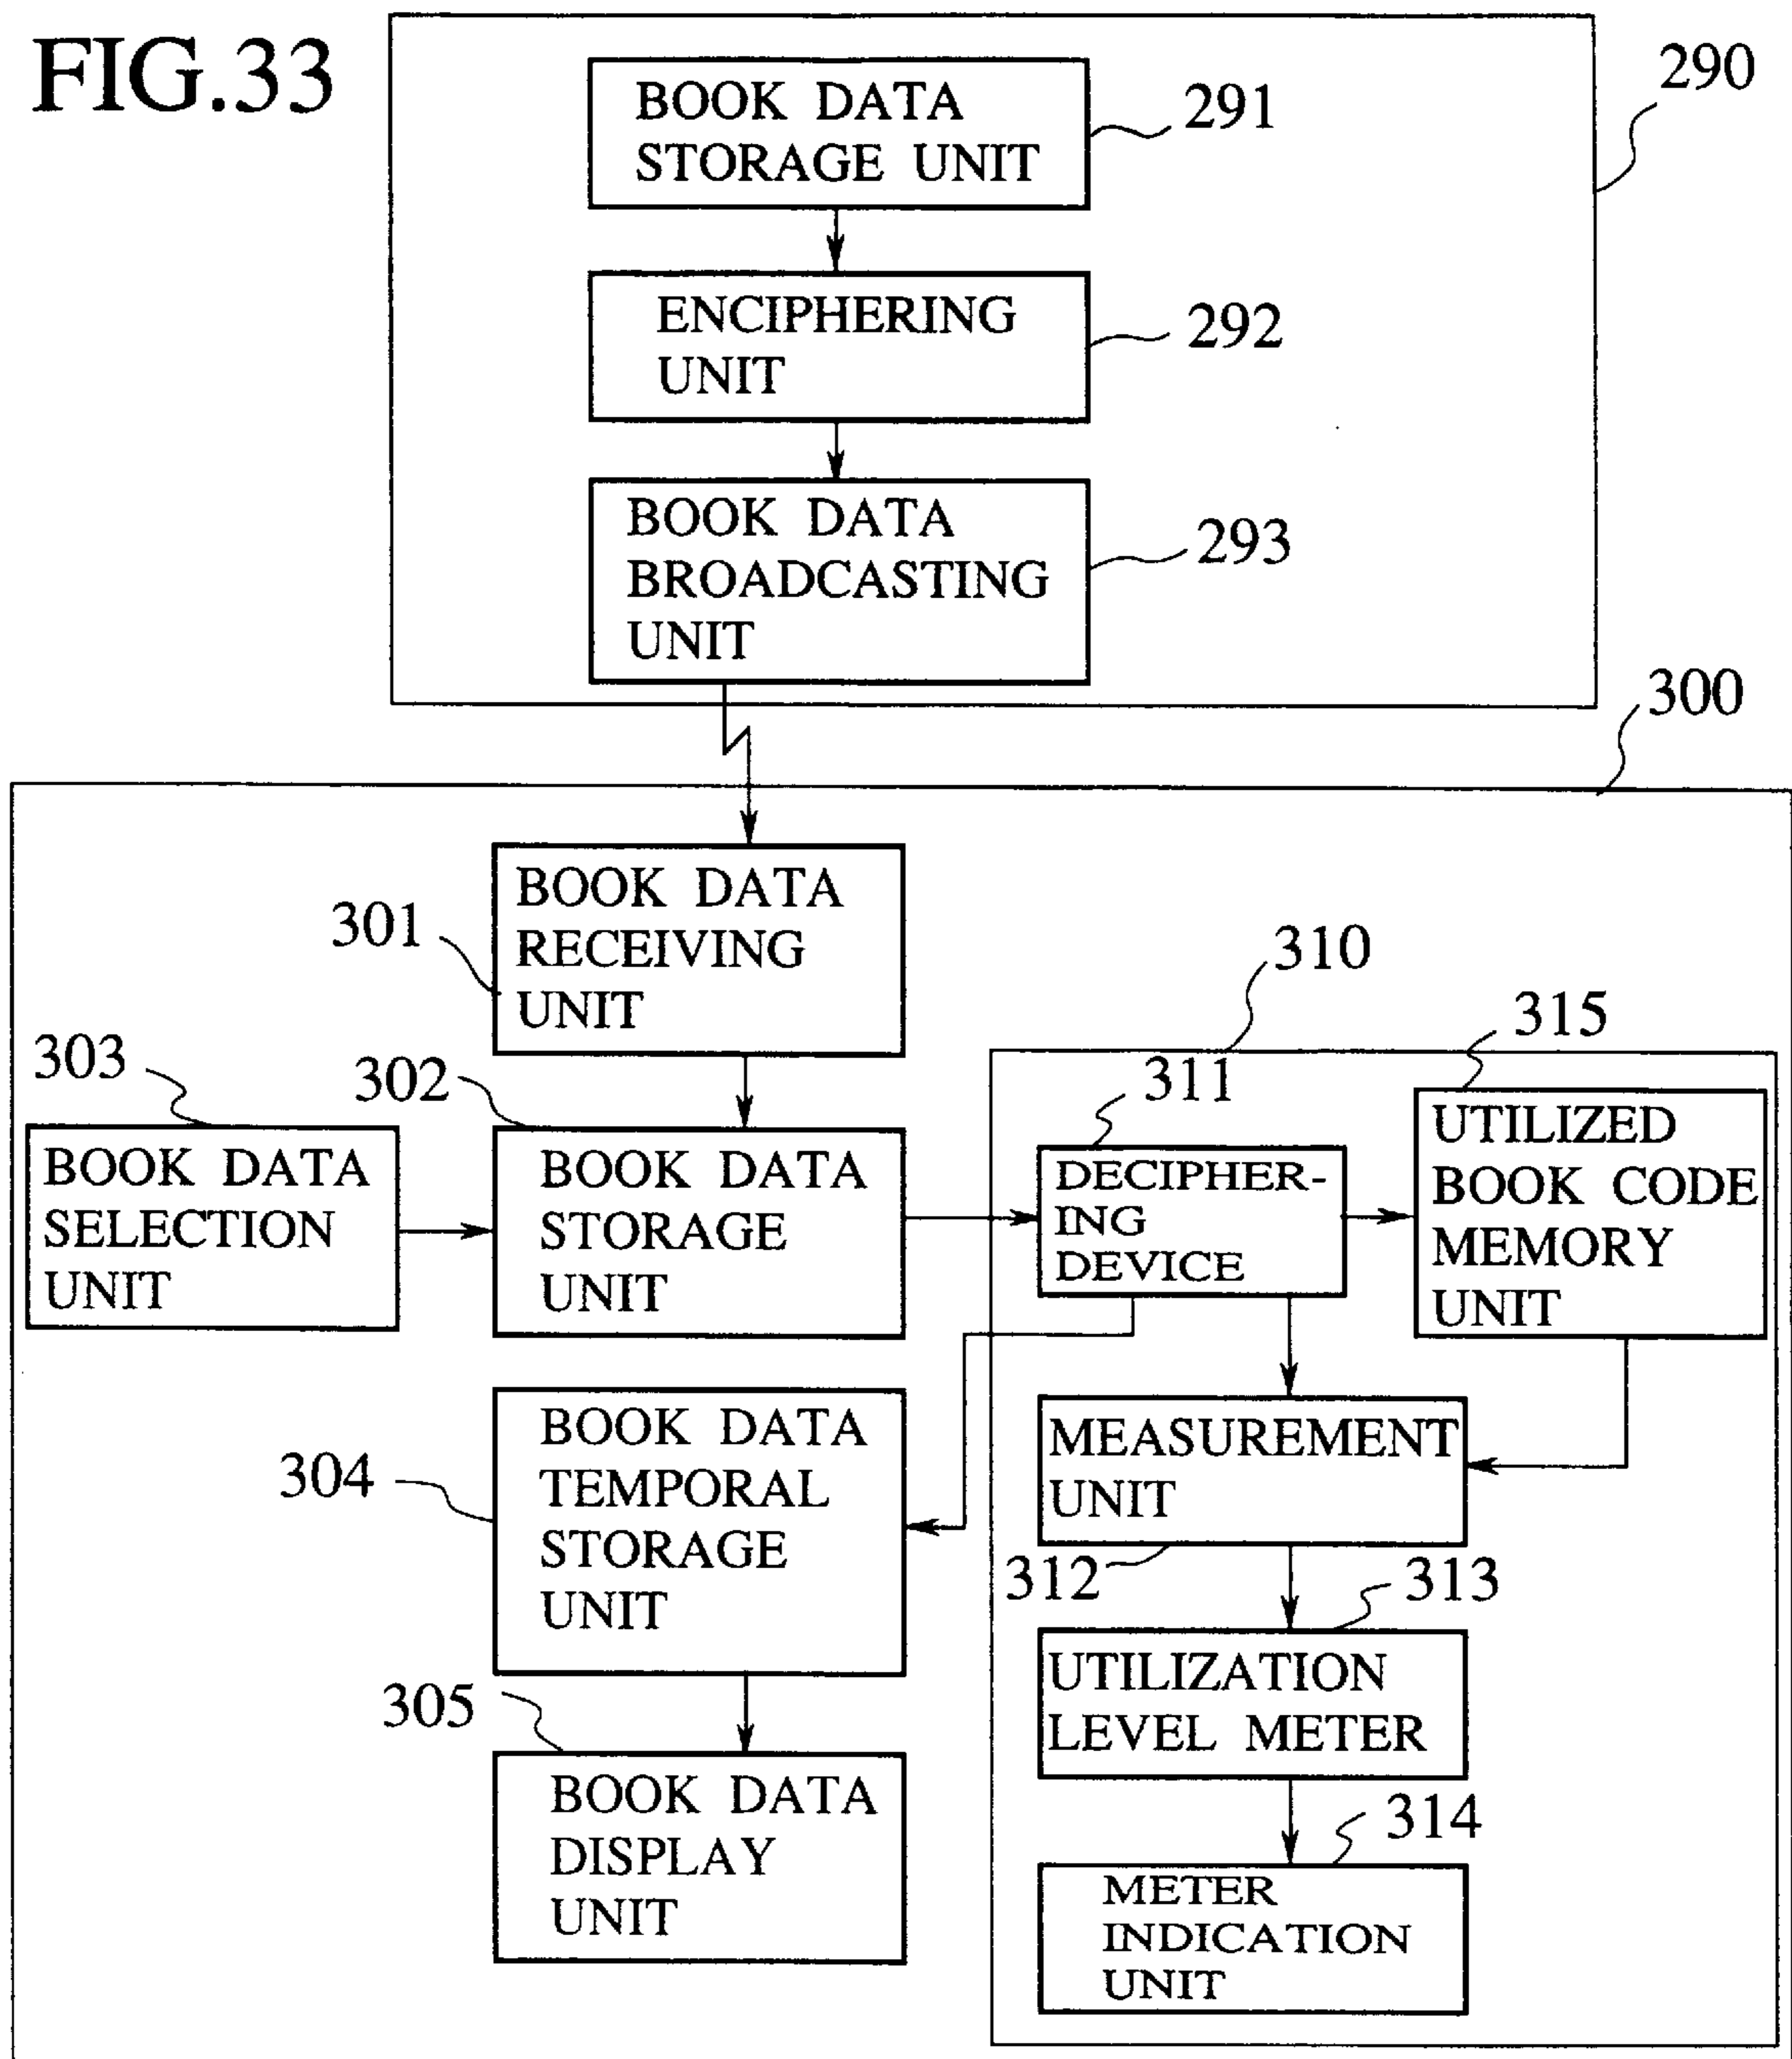 FIG.33
290
BOOK DATA
STORAGE UNIT
291
ENCIPHERING
UNIT
292
BOOK DATA
BROADCASTING
UNIT
293
300
BOOK DATA
RECEIVING
UNIT
301
303
BOOK DATA
SELECTION
UNIT
302
BOOK DATA
STORAGE
UNIT
310
311
DECIPHER-
ING
DEVICE
315
UTILIZED
BOOK CODE
MEMORY
UNIT
304
BOOK DATA
TEMPORAL
STORAGE
UNIT
MEASUREMENT
UNIT
312
313
UTILIZATION
LEVEL METER
305
BOOK DATA
DISPLAY
UNIT
314
METER
INDICATION
UNIT